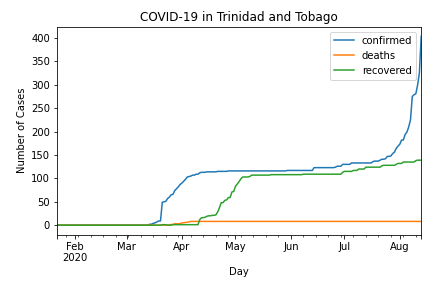 COVID-19 in Trinidad and Tobago
confirmed
deaths
recovered
Number of Cases
400
350
300
250
200
150
100
50
0
Feb Mar Apr May Jun Jul Aug
2020
Day